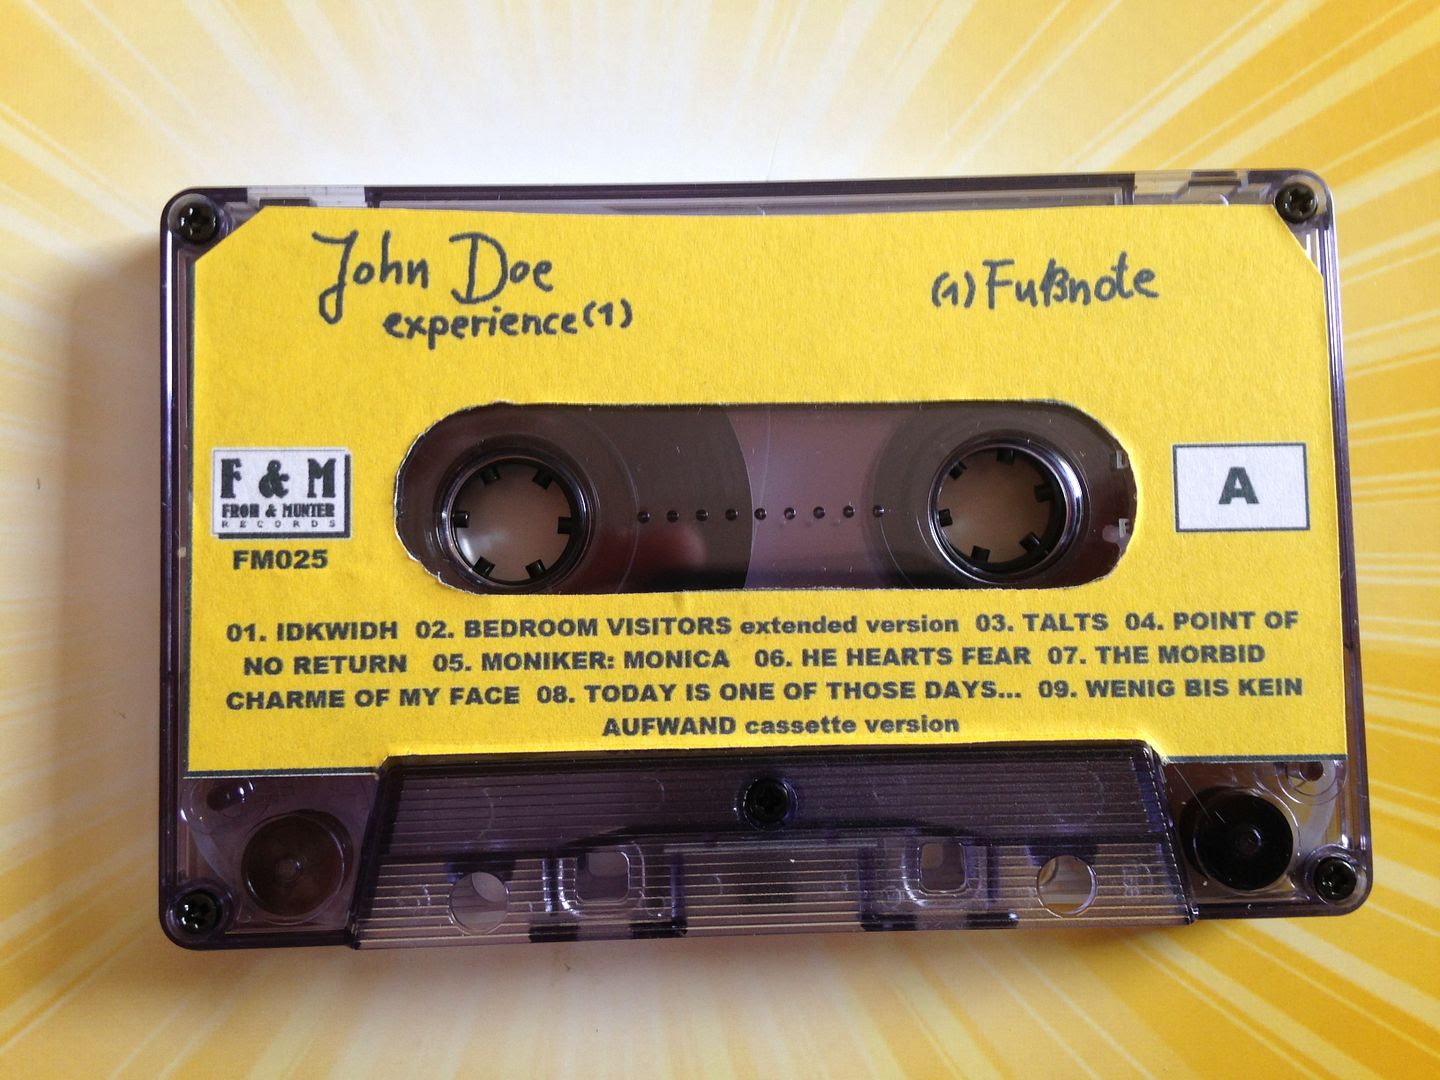 John Doe
experience(1)
(1) Fußnote
F & M
FROH & MUNTER
RECORDS
FM025
A
01. IDKWIDH 02. BEDROOM VISITORS extended version 03. TALTS 04. POINT OF
NO RETURN 05. MONIKER: MONICA 06. HE HEARTS FEAR 07. THE MORBID
CHARME OF MY FACE 08. TODAY IS ONE OF THOSE DAYS... 09. WENIG BIS KEIN
AUFWAND cassette version